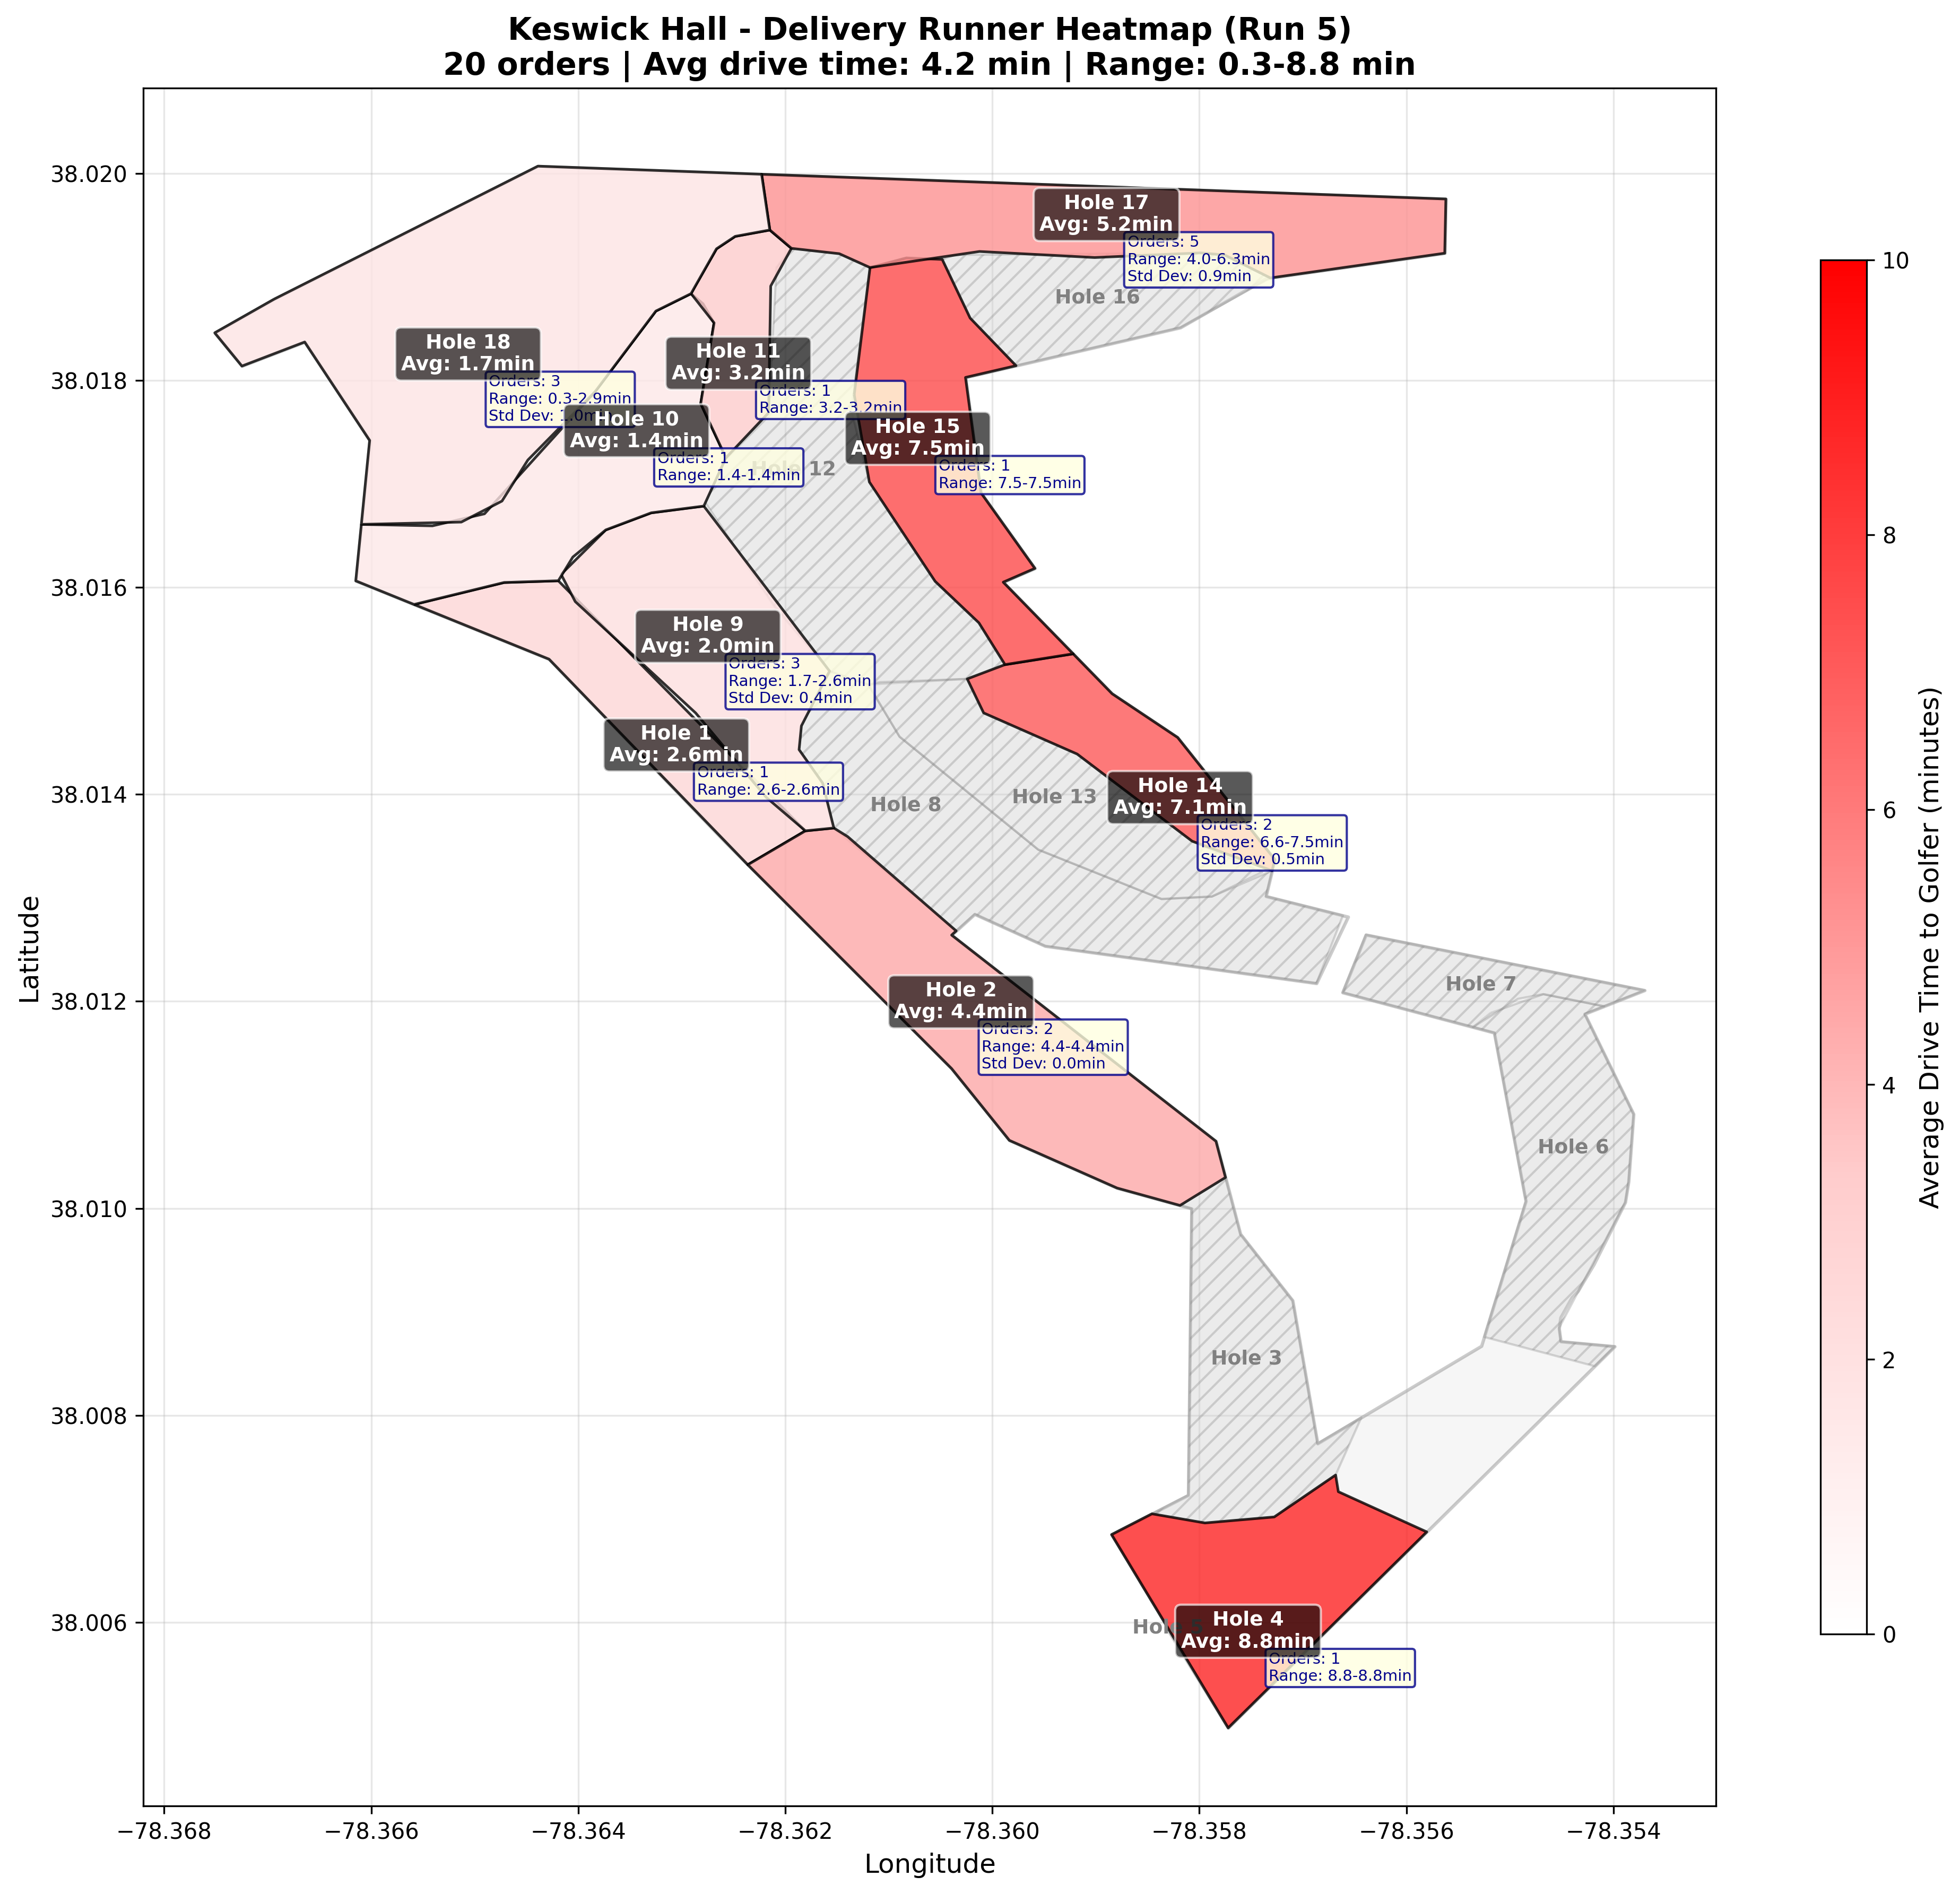 Keswick Hall - Delivery Runner Heatmap (Run 5)
20 orders | Avg drive time: 4.2 min | Range: 0.3-8.8 min
Latitude
38.020
38.018
38.016
38.014
38.012
38.010
38.008
38.006
Hole 17
Avg: 5.2min
Orders: 5
Range: 4.0-6.3min
Std Dev: 0.9min
Hole 16
Hole 18
Avg: 1.7min
Orders: 3
Range: 0.3-2.9min
Std Dev: 1.0min
Hole 11
Avg: 3.2min
Orders: 1
Range: 3.2-3.2min
Hole 10
Avg: 1.4min
Orders: 1
Range: 1.4-1.4min
Hole 12
Hole 15
Avg: 7.5min
Orders: 1
Range: 7.5-7.5min
Hole 9
Avg: 2.0min
Orders: 3
Range: 1.7-2.6min
Std Dev: 0.4min
Hole 1
Avg: 2.6min
Orders: 1
Range: 2.6-2.6min
Hole 8
Hole 13
Hole 14
Avg: 7.1min
Orders: 2
Range: 6.6-7.5min
Std Dev: 0.5min
Hole 7
Hole 2
Avg: 4.4min
Orders: 2
Range: 4.4-4.4min
Std Dev: 0.0min
Hole 6
Hole 3
Hole 4
Avg: 8.8min
Orders: 1
Range: 8.8-8.8min
−78.368
−78.366
−78.364
−78.362
−78.360
−78.358
−78.356
−78.354
Longitude
10
8
6
4
2
0
Average Drive Time to Golfer (minutes)